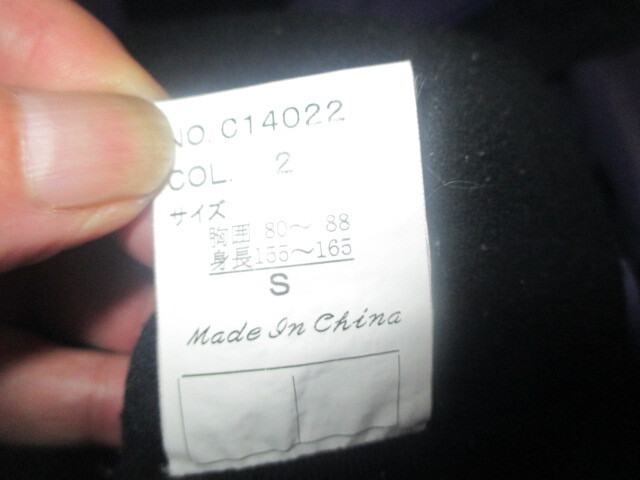 NO. C14022
COL. 2
サイズ
胸囲 80～ 88
身長155～165
S
Made In China